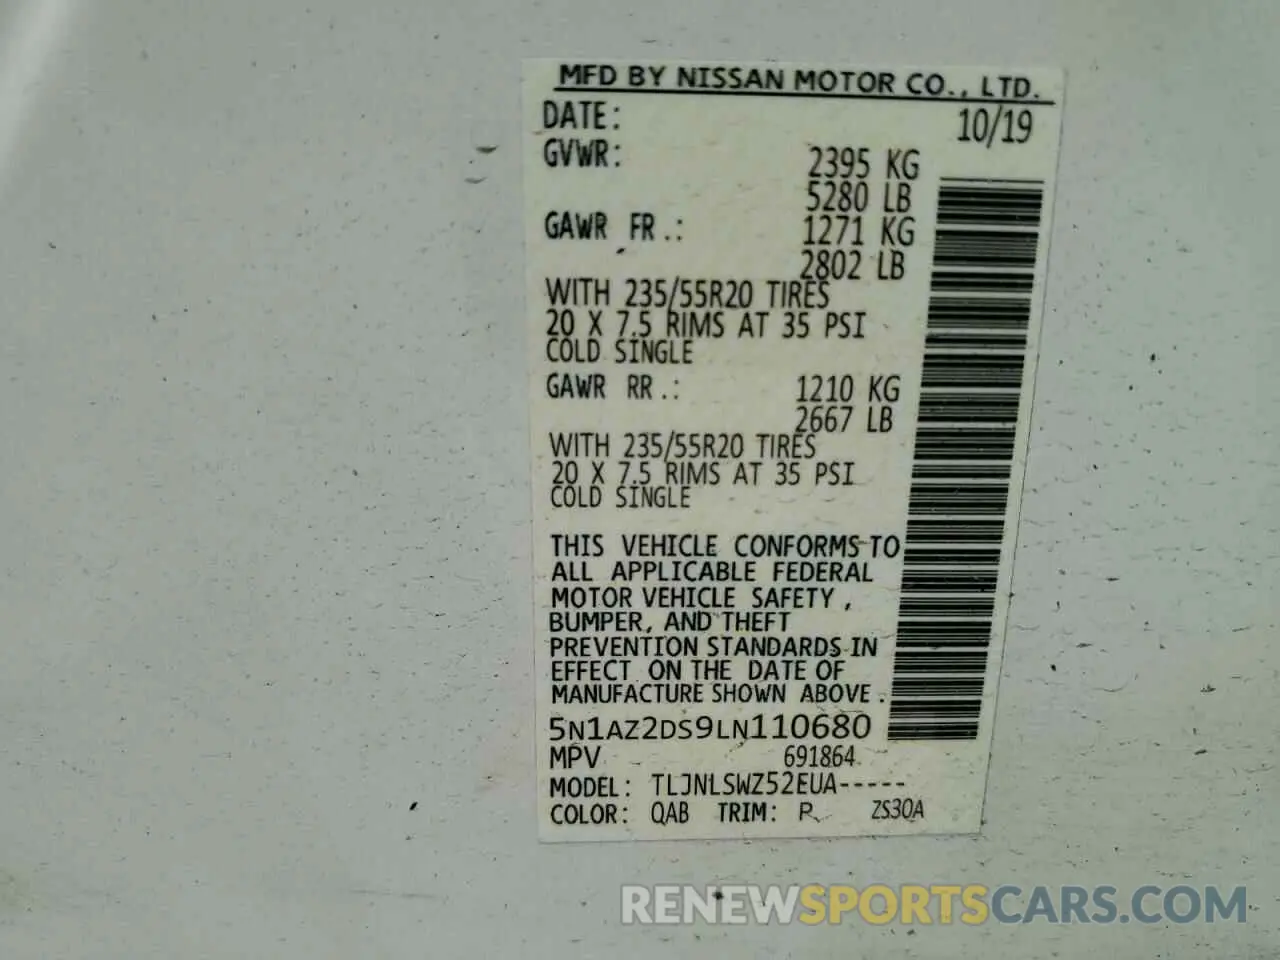 MFD BY NISSAN MOTOR CO., LTD.
DATE: 10/19
GVWR: 2395 KG
5280 LB
GAWR FR.: 1271 KG
2802 LB
WITH 235/55R20 TIRES
20 X 7.5 RIMS AT 35 PSI
COLD SINGLE
GAWR RR.: 1210 KG
2667 LB
WITH 235/55R20 TIRES
20 X 7.5 RIMS AT 35 PSI
COLD SINGLE
THIS VEHICLE CONFORMS TO
ALL APPLICABLE FEDERAL
MOTOR VEHICLE SAFETY,
BUMPER, AND THEFT
PREVENTION STANDARDS IN
EFFECT ON THE DATE OF
MANUFACTURE SHOWN ABOVE.
5N1AZ2DS9LN110680
MPV 691864
MODEL: TLJNLSWZ52EUA-----
COLOR: QAB TRIM: P ZS30A
RENEWSPORTSCARS.COM